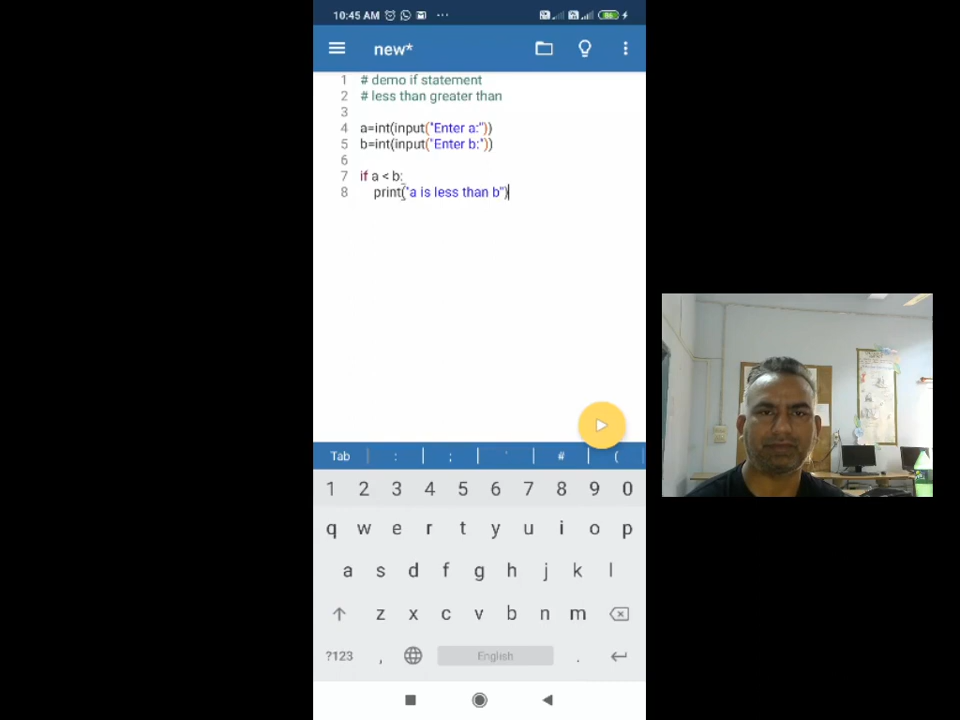 10:45 AM
86
new*
1 # demo if statement
2 # less than greater than
3
4 a=int(input("Enter a:"))
5 b=int(input("Enter b:"))
6
7 if a < b:
8 print("a is less than b")
Tab : ; ' # (
1 2 3 4 5 6 7 8 9 0
q w e r t y u i o p
a s d f g h j k l
z x c v b n m
?123 , English .